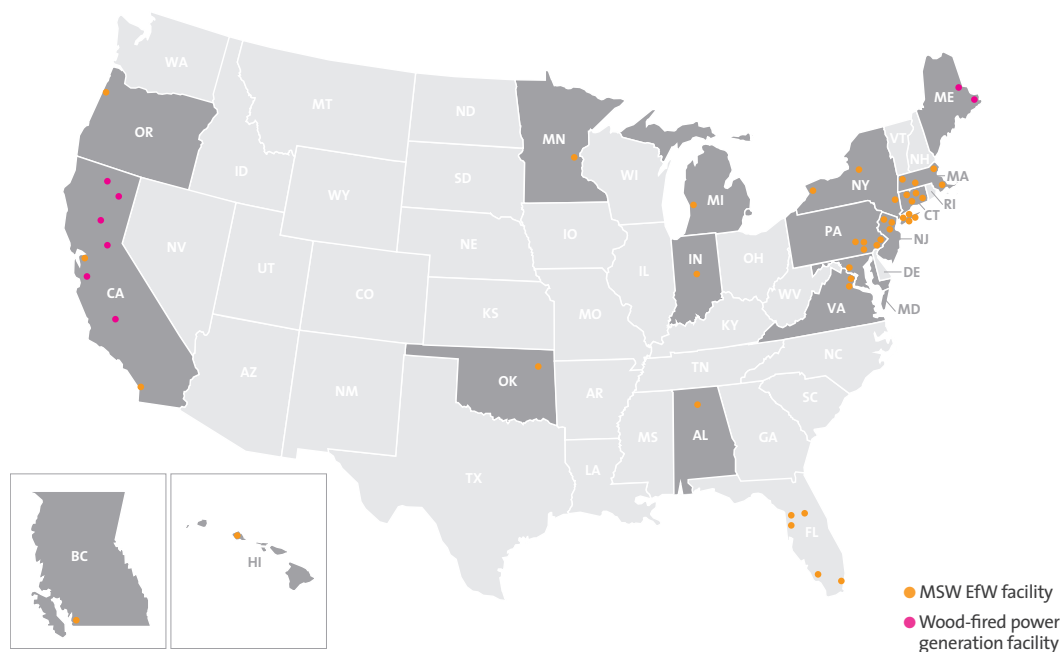 WA
MT
ND
MN
ME
VT
NH
OR
ID
SD
WI
NY
MA
WY
MI
RI
CT
IO
PA
NE
NJ
NV
IL
IN
OH
UT
DE
CA
CO
WV
KS
MO
VA
MD
KY
NC
AZ
TN
OK
NM
AR
SC
MS
AL
GA
LA
TX
FL
BC
HI
MSW EfW facility
Wood-fired power
generation facility